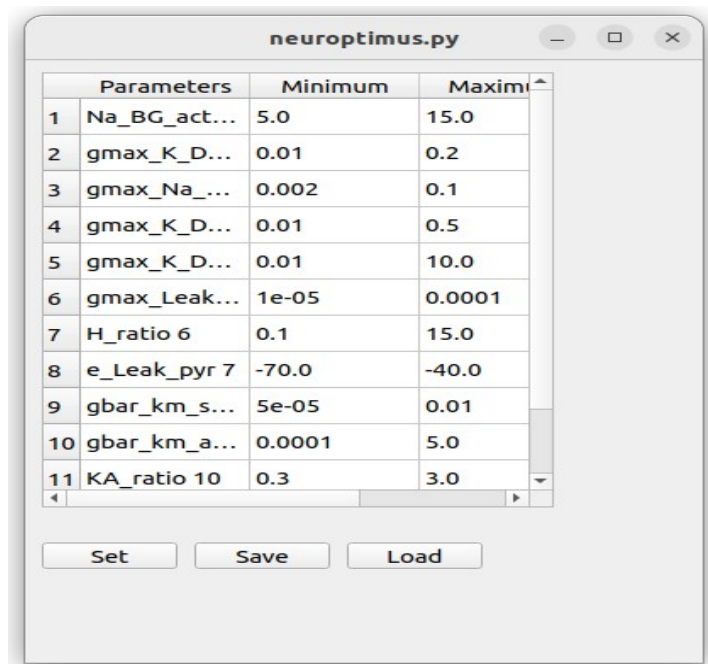 neuroptimus.py
Parameters Minimum Maximu
1 Na_BG_act... 5.0 15.0
2 gmax_K_D... 0.01 0.2
3 gmax_Na_... 0.002 0.1
4 gmax_K_D... 0.01 0.5
5 gmax_K_D... 0.01 10.0
6 gmax_Leak... 1e-05 0.0001
7 H_ratio 6 0.1 15.0
8 e_Leak_pyr 7 -70.0 -40.0
9 gbar_km_s... 5e-05 0.01
10 gbar_km_a... 0.0001 5.0
11 KA_ratio 10 0.3 3.0
Set Save Load